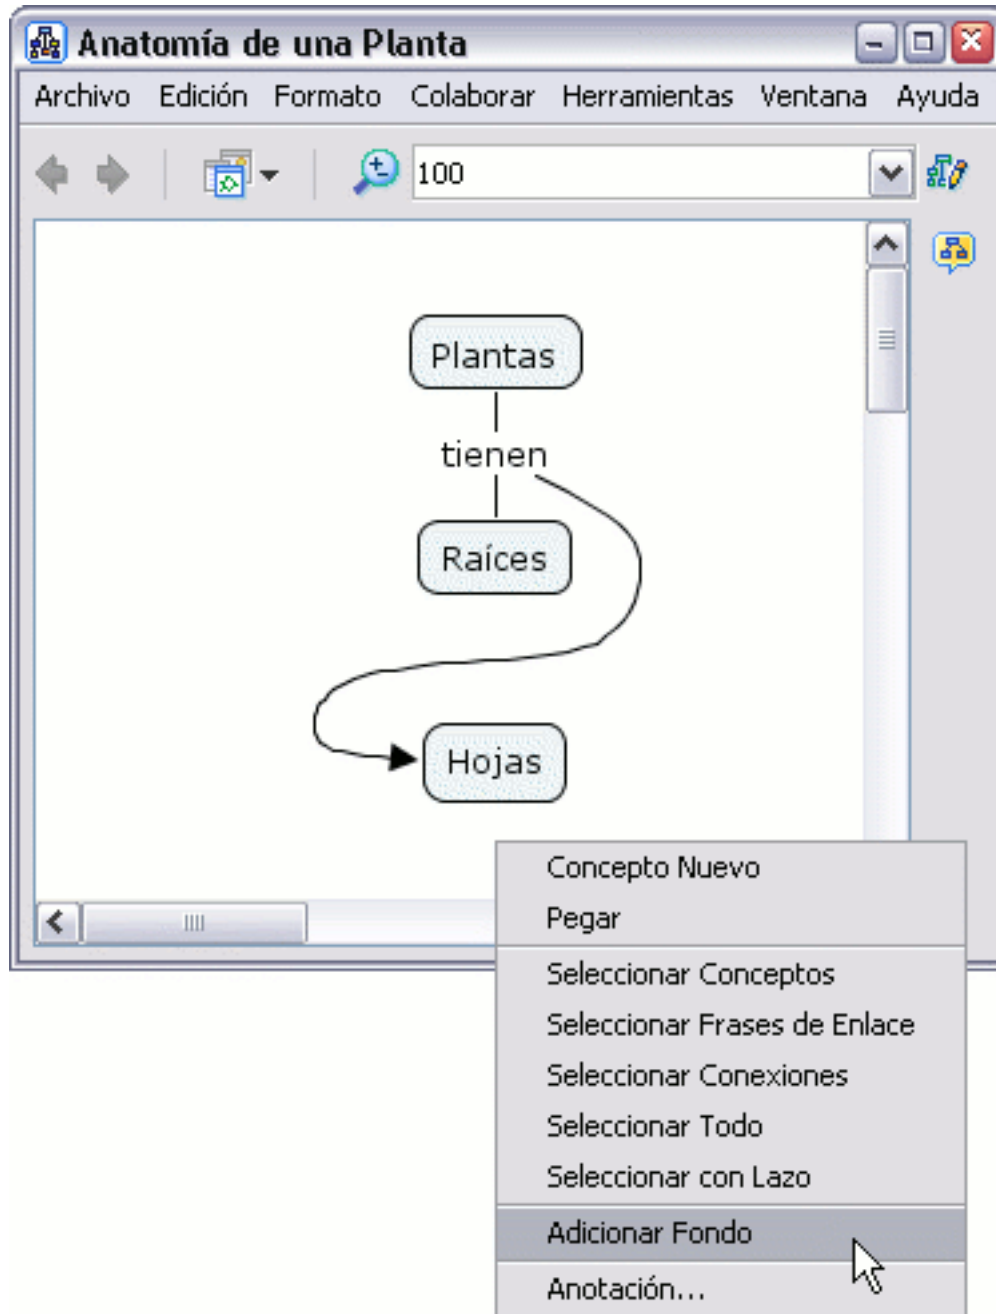 Anatomía de una Planta
Archivo Edición Formato Colaborar Herramientas Ventana Ayuda
100
Plantas
tienen
Raíces
Hojas
Concepto Nuevo
Pegar
Seleccionar Conceptos
Seleccionar Frases de Enlace
Seleccionar Conexiones
Seleccionar Todo
Seleccionar con Lazo
Adicionar Fondo
Anotación...